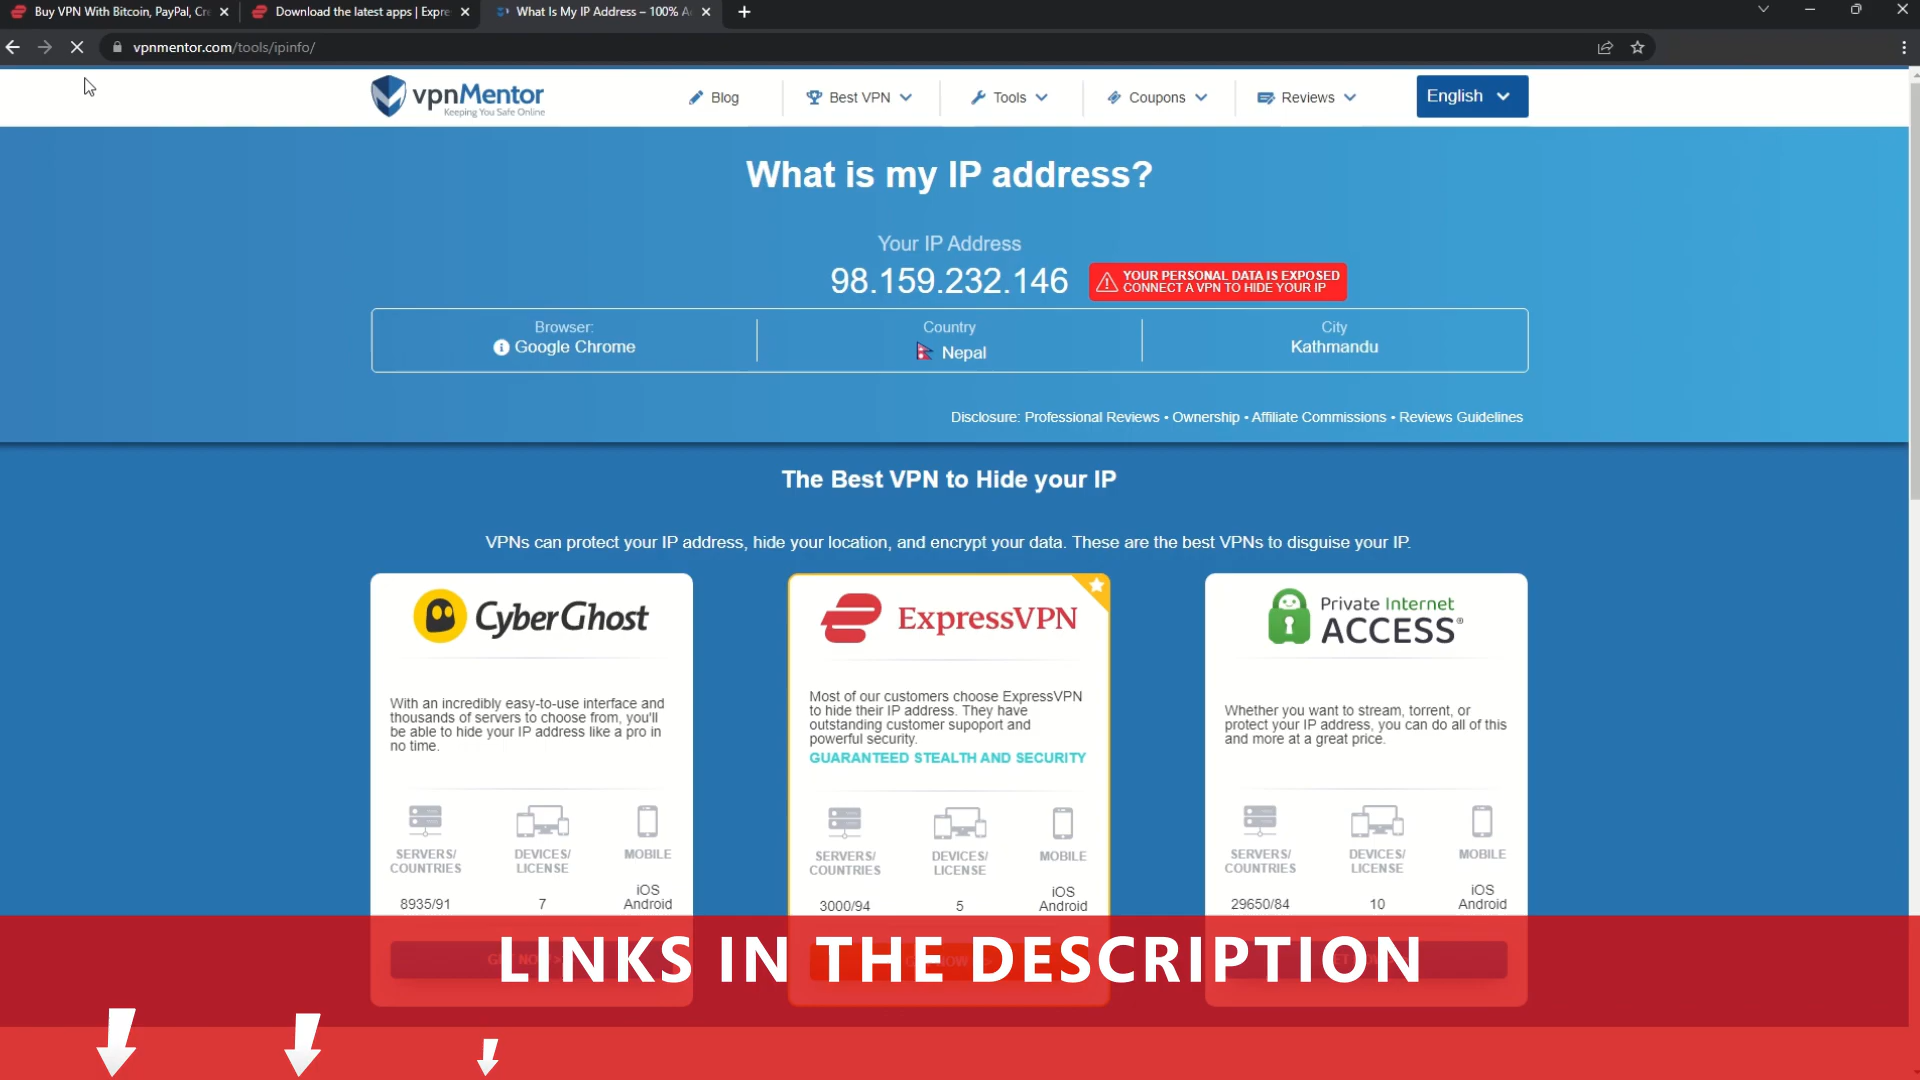 Buy VPN With Bitcoin, PayPal, Cr
Download the latest apps | Expre
What Is My IP Address – 100% A
vpnmentor.com/tools/ipinfo/
vpnMentor
Keeping You Safe Online
Blog
Best VPN
Tools
Coupons
Reviews
English
What is my IP address?
Your IP Address
98.159.232.146
YOUR PERSONAL DATA IS EXPOSED
CONNECT A VPN TO HIDE YOUR IP
Browser:
Google Chrome
Country
Nepal
City
Kathmandu
Disclosure: Professional Reviews • Ownership • Affiliate Commissions • Reviews Guidelines
The Best VPN to Hide your IP
VPNs can protect your IP address, hide your location, and encrypt your data. These are the best VPNs to disguise your IP.
CyberGhost
With an incredibly easy-to-use interface and
thousands of servers to choose from, you'll
be able to hide your IP address like a pro in
no time.
SERVERS/
COUNTRIES
DEVICES/
LICENSE
MOBILE
8935/91
7
iOS
Android
ExpressVPN
Most of our customers choose ExpressVPN
to hide their IP address. They have
outstanding customer supoport and
powerful security.
GUARANTEED STEALTH AND SECURITY
SERVERS/
COUNTRIES
DEVICES/
LICENSE
MOBILE
3000/94
5
iOS
Android
Private Internet
ACCESS®
Whether you want to stream, torrent, or
protect your IP address, you can do all of this
and more at a great price.
SERVERS/
COUNTRIES
DEVICES/
LICENSE
MOBILE
29650/84
10
iOS
Android
LINKS IN THE DESCRIPTION